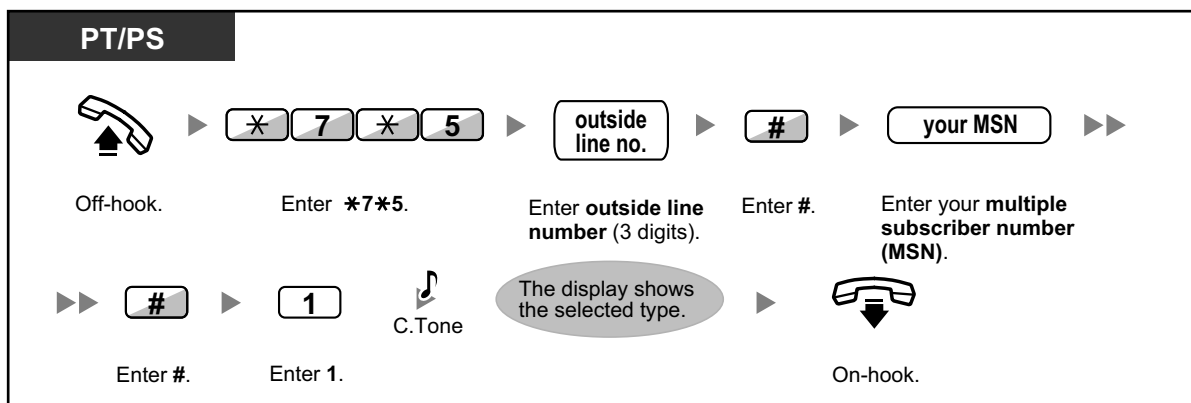 PT/PS
* 7 * 5
outside
line no.
#
your MSN
Off-hook.
Enter *7*5.
Enter outside line
number (3 digits).
Enter #.
Enter your multiple
subscriber number
(MSN).
#
1
C.Tone
The display shows
the selected type.
Enter #.
Enter 1.
On-hook.